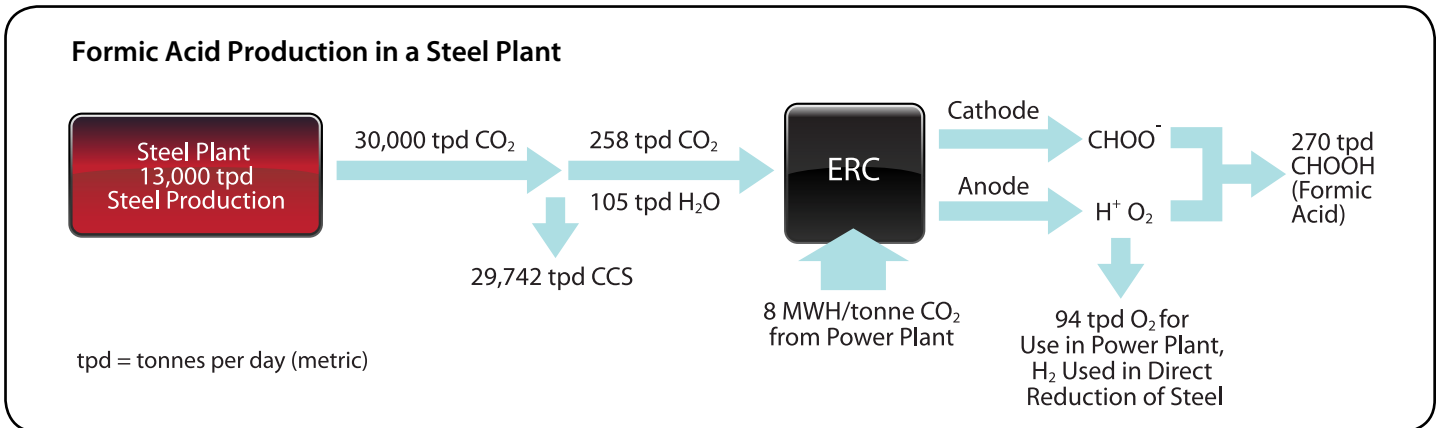 Formic Acid Production in a Steel Plant
Steel Plant
13,000 tpd
Steel Production
30,000 tpd CO₂
258 tpd CO₂
105 tpd H₂O
29,742 tpd CCS
ERC
8 MWH/tonne CO₂
from Power Plant
Cathode
Anode
CHOO⁻
H⁺ O₂
94 tpd O₂ for
Use in Power Plant,
H₂ Used in Direct
Reduction of Steel
270 tpd
CHOOH
(Formic
Acid)
tpd = tonnes per day (metric)